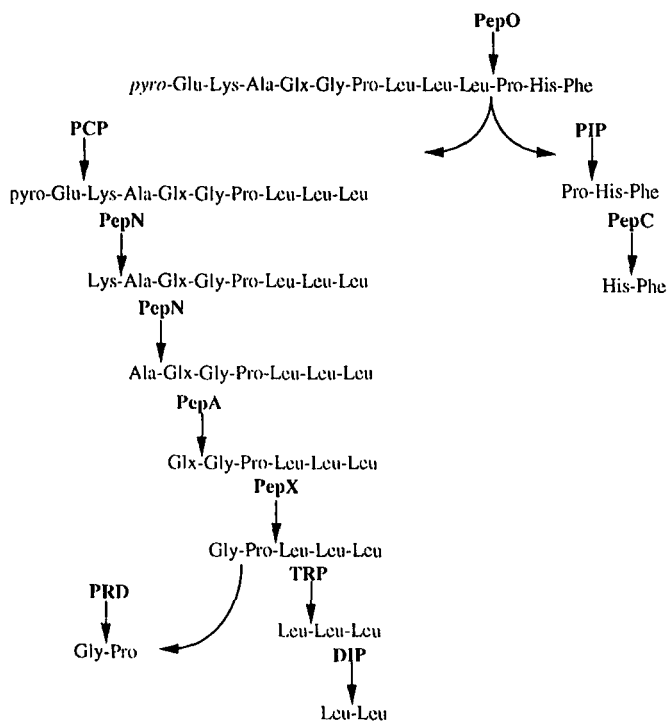 PepO
pyro-Glu-Lys-Ala-Glx-Gly-Pro-Leu-Leu-Leu-Pro-His-Phe
PCP
PIP
pyro-Glu-Lys-Ala-Glx-Gly-Pro-Leu-Leu-Leu
Pro-His-Phe
PepN
PepC
Lys-Ala-Glx-Gly-Pro-Leu-Leu-Leu
His-Phe
PepN
Ala-Glx-Gly-Pro-Leu-Leu-Leu
PepA
Glx-Gly-Pro-Leu-Leu-Leu
PepX
Gly-Pro-Leu-Leu-Leu
TRP
PRD
Leu-Leu-Leu
Gly-Pro
DIP
Leu-Leu